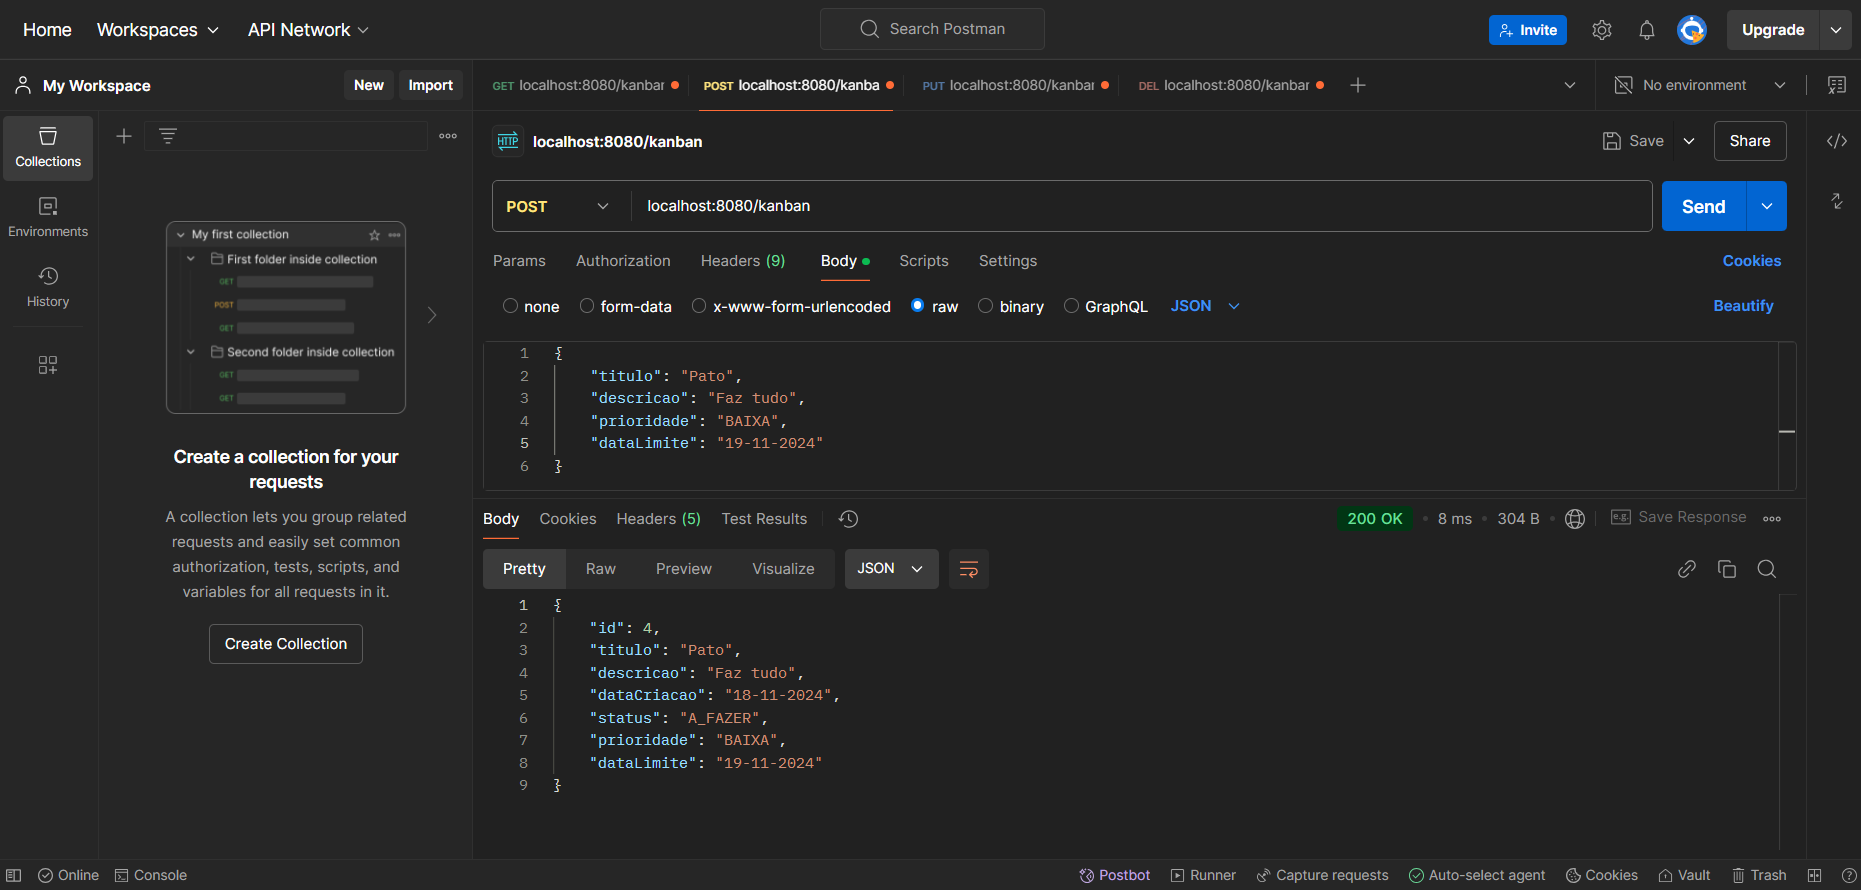 Home Workspaces API Network Search Postman Invite Upgrade
My Workspace New Import GET localhost:8080/kanbar POST localhost:8080/kanba PUT localhost:8080/kanbar DEL localhost:8080/kanbar No environment
Collections
Environments
History
My first collection
First folder inside collection
GET
POST
GET
Second folder inside collection
GET
GET
Create a collection for your
requests
A collection lets you group related
requests and easily set common
authorization, tests, scripts, and
variables for all requests in it.
Create Collection
HTTP localhost:8080/kanban Save Share
POST localhost:8080/kanban Send
Params Authorization Headers (9) Body Scripts Settings Cookies
none form-data x-www-form-urlencoded raw binary GraphQL JSON Beautify
1 {
2 "titulo": "Pato",
3 "descricao": "Faz tudo",
4 "prioridade": "BAIXA",
5 "dataLimite": "19-11-2024"
6 }
Body Cookies Headers (5) Test Results 200 OK 8 ms 304 B e.g. Save Response
Pretty Raw Preview Visualize JSON
1 {
2 "id": 4,
3 "titulo": "Pato",
4 "descricao": "Faz tudo",
5 "dataCriacao": "18-11-2024",
6 "status": "A_FAZER",
7 "prioridade": "BAIXA",
8 "dataLimite": "19-11-2024"
9 }
Online Console Postbot Runner Capture requests Auto-select agent Cookies Vault Trash